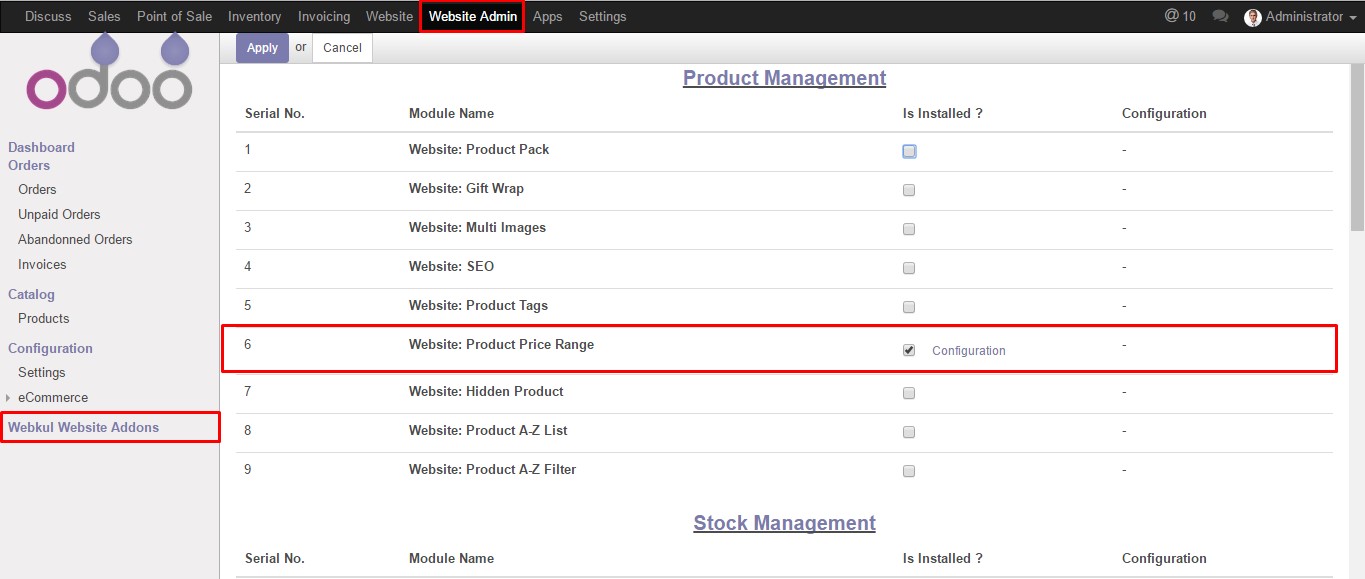 Discuss Sales Point of Sale Inventory Invoicing Website Website Admin Apps Settings @ 10 Administrator
odoo
Apply or Cancel
Dashboard
Orders
Orders
Unpaid Orders
Abandonned Orders
Invoices
Catalog
Products
Configuration
Settings
eCommerce
Webkul Website Addons
Product Management
Serial No. Module Name Is Installed ? Configuration
1 Website: Product Pack -
2 Website: Gift Wrap -
3 Website: Multi Images -
4 Website: SEO -
5 Website: Product Tags -
6 Website: Product Price Range Configuration -
7 Website: Hidden Product -
8 Website: Product A-Z List -
9 Website: Product A-Z Filter -
Stock Management
Serial No. Module Name Is Installed ? Configuration